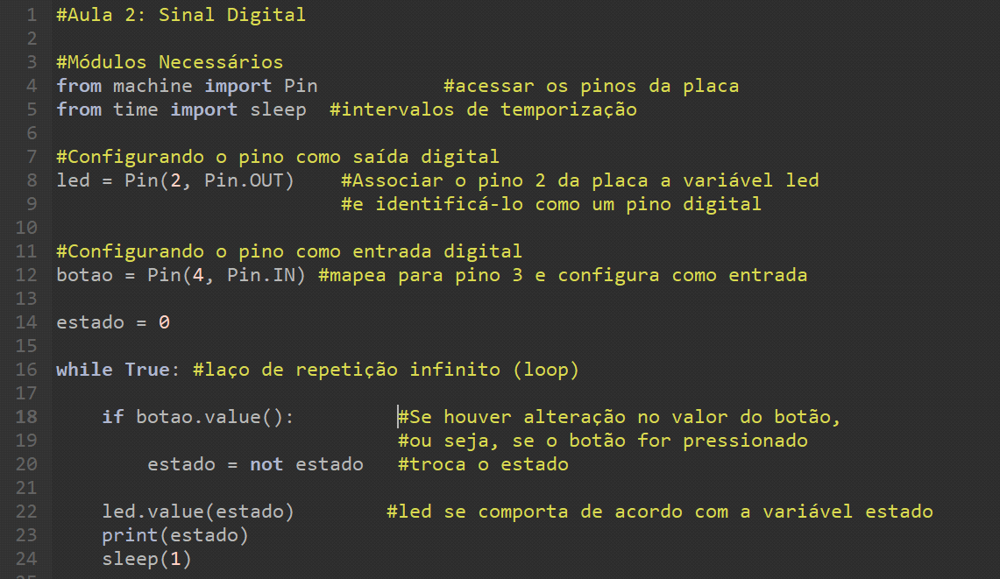 1 #Aula 2: Sinal Digital
2
3 #Módulos Necessários
4 from machine import Pin #acessar os pinos da placa
5 from time import sleep #intervalos de temporização
6
7 #Configurando o pino como saída digital
8 led = Pin(2, Pin.OUT) #Associar o pino 2 da placa a variável led
9 #e identificá-lo como um pino digital
10
11 #Configurando o pino como entrada digital
12 botao = Pin(4, Pin.IN) #mapea para pino 3 e configura como entrada
13
14 estado = 0
15
16 while True: #laço de repetição infinito (loop)
17
18 if botao.value(): #Se houver alteração no valor do botão,
19 #ou seja, se o botão for pressionado
20 estado = not estado #troca o estado
21
22 led.value(estado) #led se comporta de acordo com a variável estado
23 print(estado)
24 sleep(1)
25